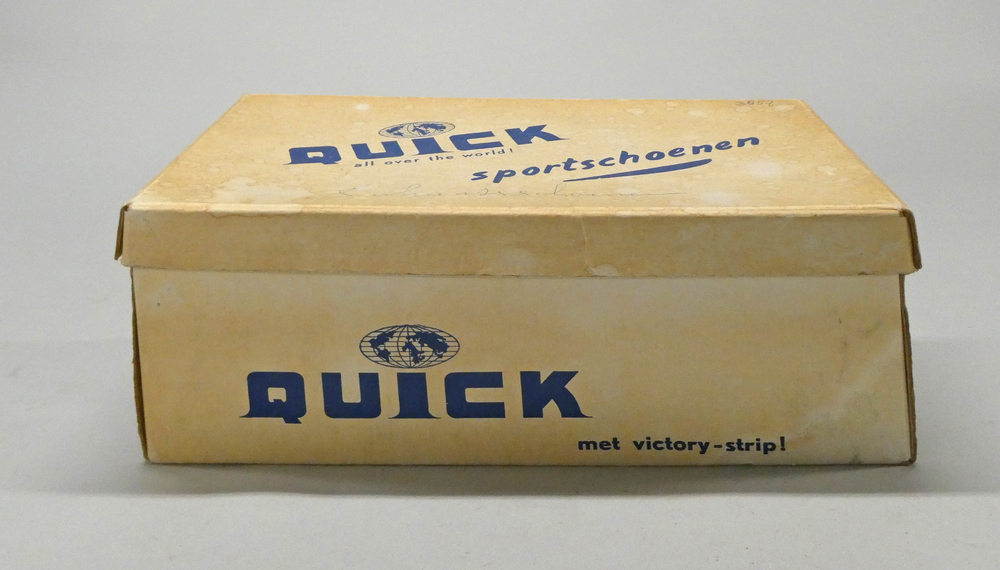 QUICK
all over the world!
sportschoenen
QUICK
met victory-strip!